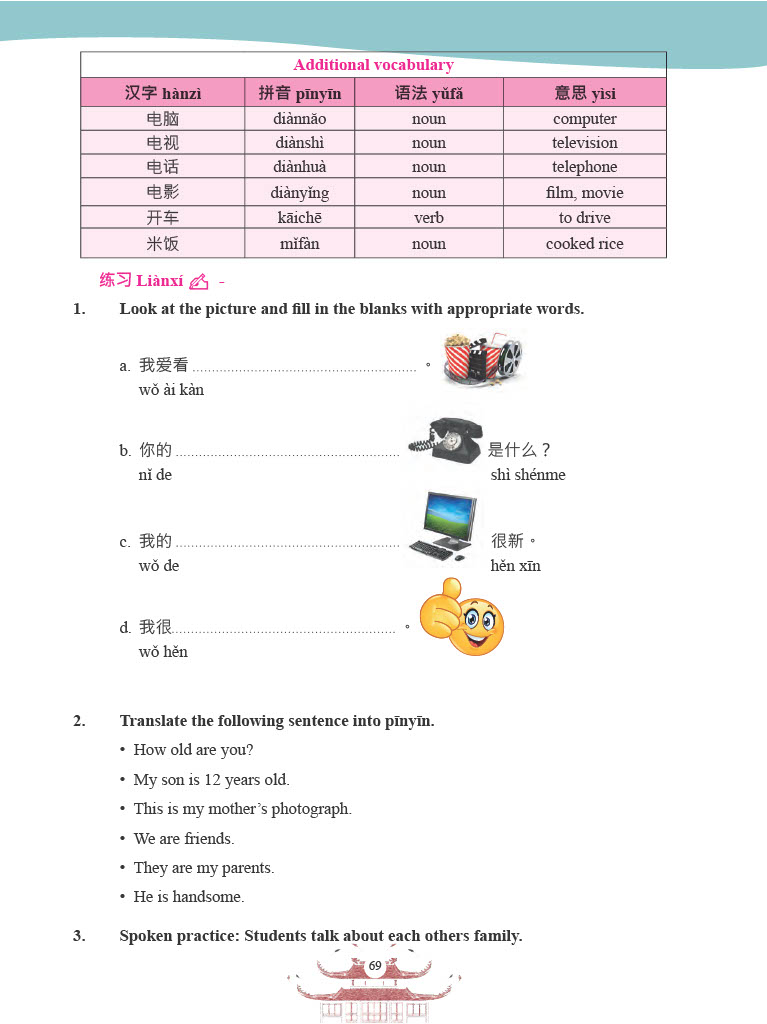 Additional vocabulary
汉字 hànzì 拼音 pīnyīn 语法 yǔfǎ 意思 yìsi
电脑 diànnăo noun computer
电视 diànshì noun television
电话 diànhuà noun telephone
电影 diànyǐng noun film, movie
开车 kāichē verb to drive
米饭 mǐfàn noun cooked rice
练习 Liànxí -
1. Look at the picture and fill in the blanks with appropriate words.
a. 我爱看 ........................................................ 。
wǒ ài kàn
b. 你的 ........................................................ 是什么？
nǐ de shì shénme
c. 我的 ........................................................ 很新。
wǒ de hěn xīn
d. 我很........................................................ 。
wǒ hěn
2. Translate the following sentence into pīnyīn.
• How old are you?
• My son is 12 years old.
• This is my mother’s photograph.
• We are friends.
• They are my parents.
• He is handsome.
3. Spoken practice: Students talk about each others family.
69